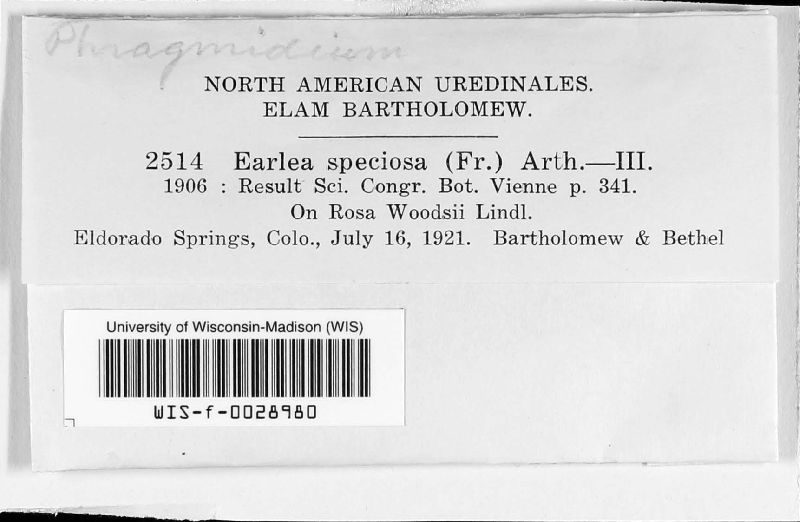 Phragmidium
NORTH AMERICAN UREDINALES.
ELAM BARTHOLOMEW.
2514 Earlea speciosa (Fr.) Arth.—III.
1906 : Result Sci. Congr. Bot. Vienne p. 341.
On Rosa Woodsii Lindl.
Eldorado Springs, Colo., July 16, 1921. Bartholomew & Bethel
University of Wisconsin-Madison (WIS)
WIS-f-0028980